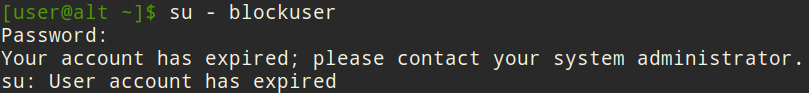 [user@alt ~]$ su - blockuser
Password:
Your account has expired; please contact your system administrator.
su: User account has expired